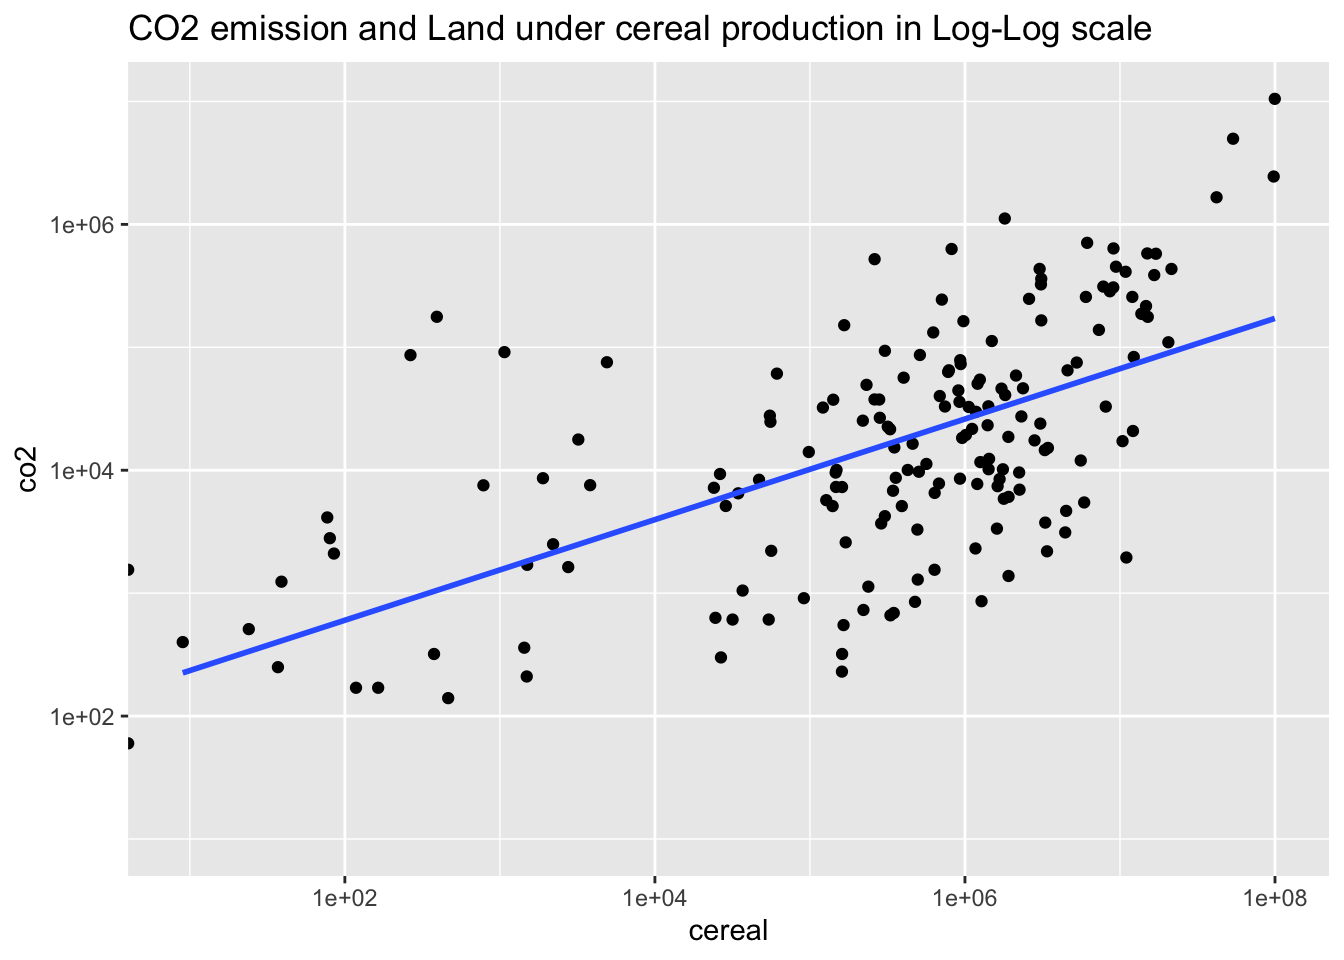 CO2 emission and Land under cereal production in Log-Log scale
co2
1e+06
1e+04
1e+02
1e+02 1e+04 1e+06 1e+08
cereal